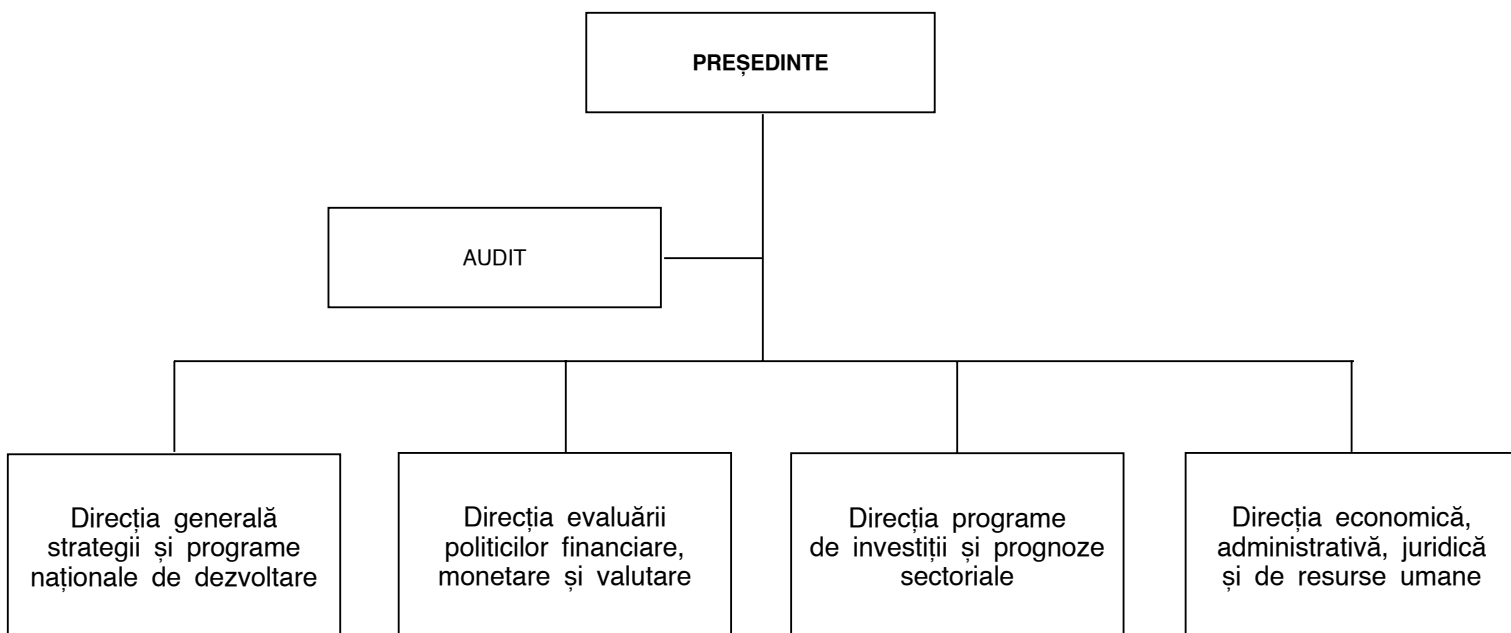 PREȘEDINTE
AUDIT
Direcția generală
strategii și programe
naționale de dezvoltare
Direcția evaluării
politicilor financiare,
monetare și valutare
Direcția programe
de investiții și prognoze
sectoriale
Direcția economică,
administrativă, juridică
și de resurse umane